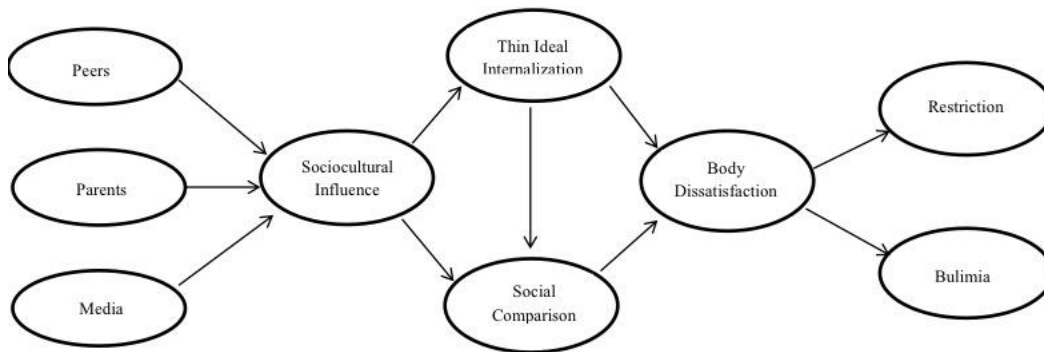 Peers
Parents
Media
Sociocultural
Influence
Thin Ideal
Internalization
Social
Comparison
Body
Dissatisfaction
Restriction
Bulimia